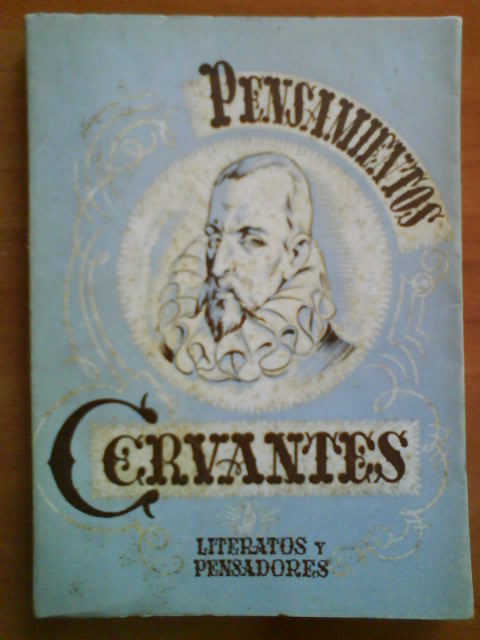 PENSAMIENTOS
CERVANTES
LITERATOS Y
PENSADORES